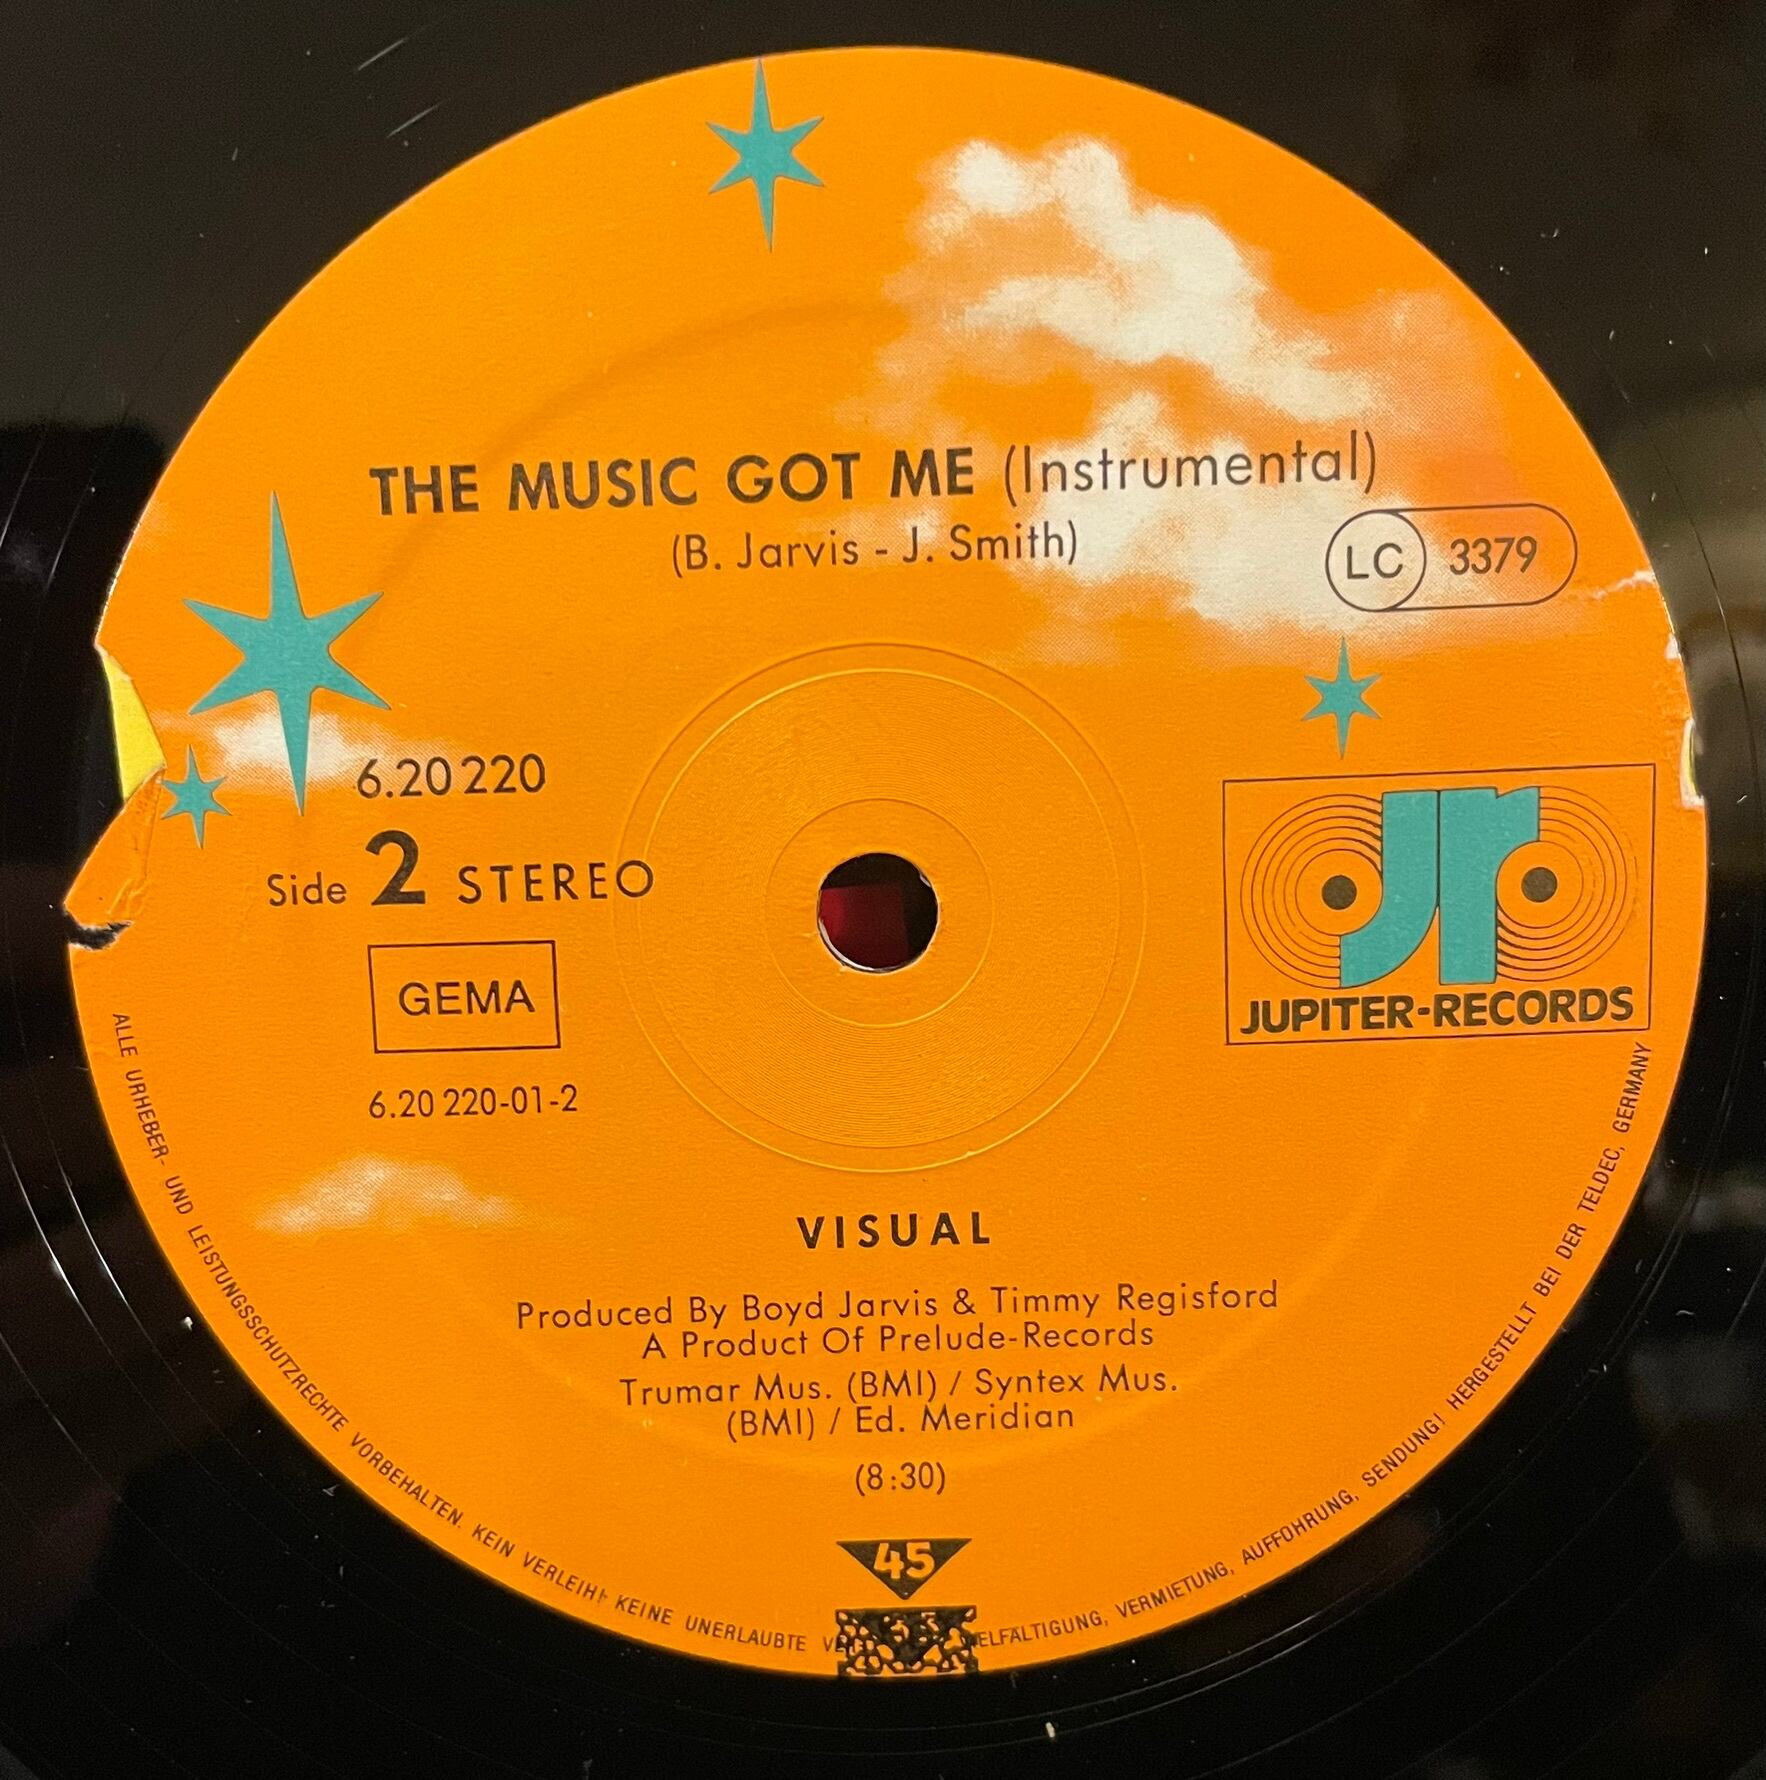 THE MUSIC GOT ME (Instrumental)
(B. Jarvis - J. Smith)
LC 3379
6.20220
Side 2 STEREO
GEMA
6.20 220-01-2
jr
JUPITER-RECORDS
VISUAL
Produced By Boyd Jarvis & Timmy Regisford
A Product Of Prelude-Records
Trumar Mus. (BMI) / Syntex Mus.
(BMI) / Ed. Meridian
(8:30)
45
ALLE URHEBER- UND LEISTUNGSSCHUTZRECHTE VORBEHALTEN. KEIN VERLEIH! KEINE UNERLAUBTE ELFÄLTIGUNG, VERMIETUNG, AUFFÜHRUNG, SENDUNG! HERGESTELLT BEI DER TELDEC, GERMANY